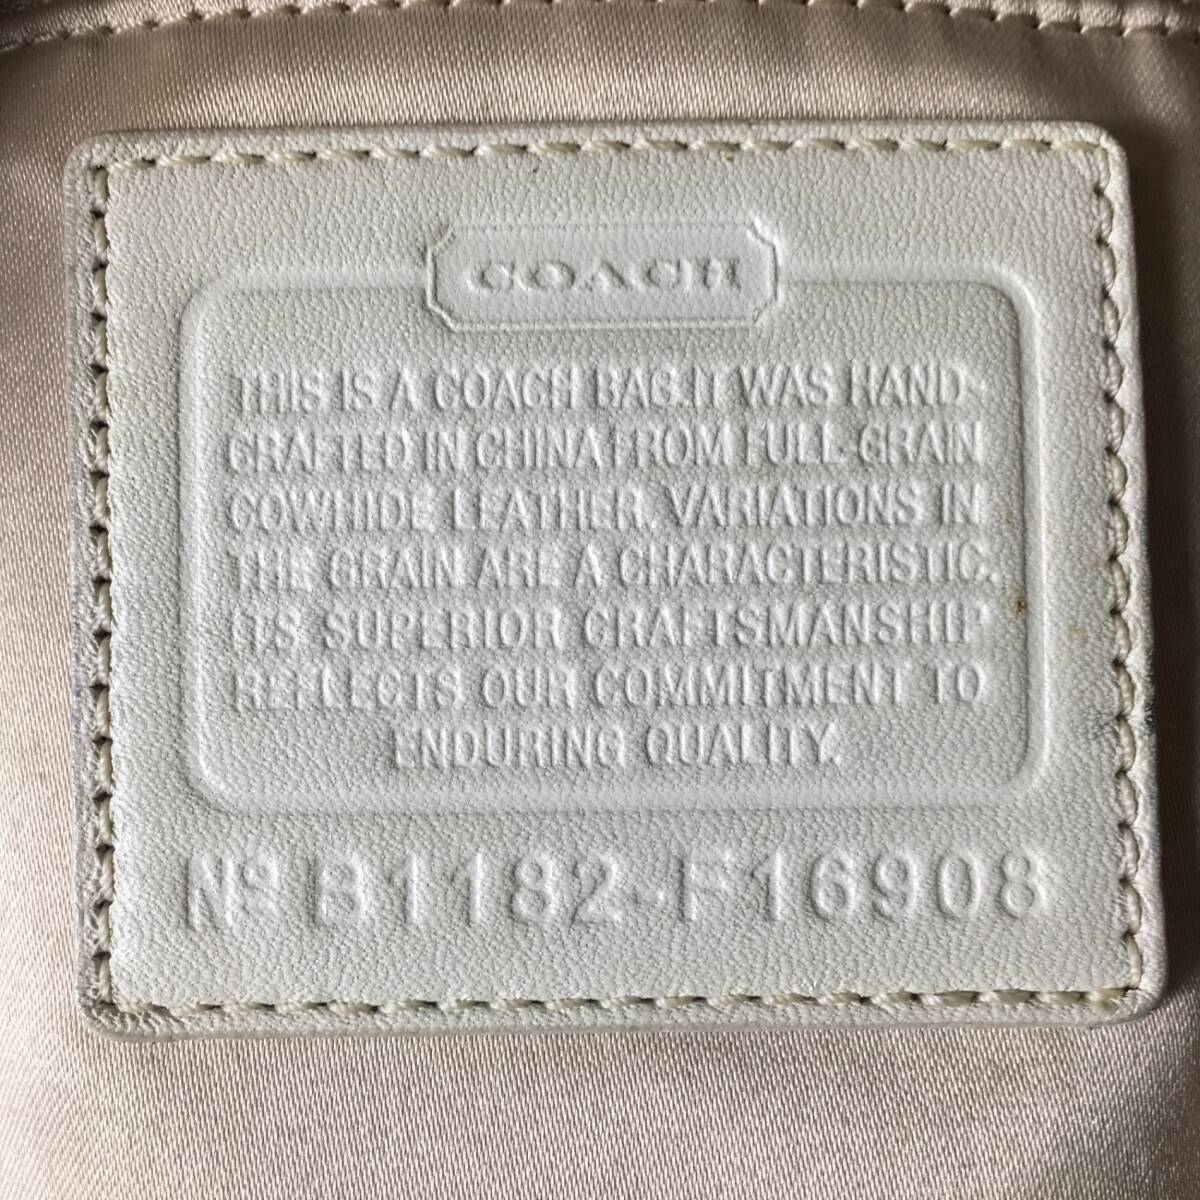 COACH
THIS IS A COACH BAG.IT WAS HAND-
CRAFTED IN CHINA FROM FULL-GRAIN
COWHIDE LEATHER. VARIATIONS IN
THE GRAIN ARE A CHARACTERISTIC.
ITS SUPERIOR CRAFTSMANSHIP
REFLECTS OUR COMMITMENT TO
ENDURING QUALITY.
Nº B1182-F16908